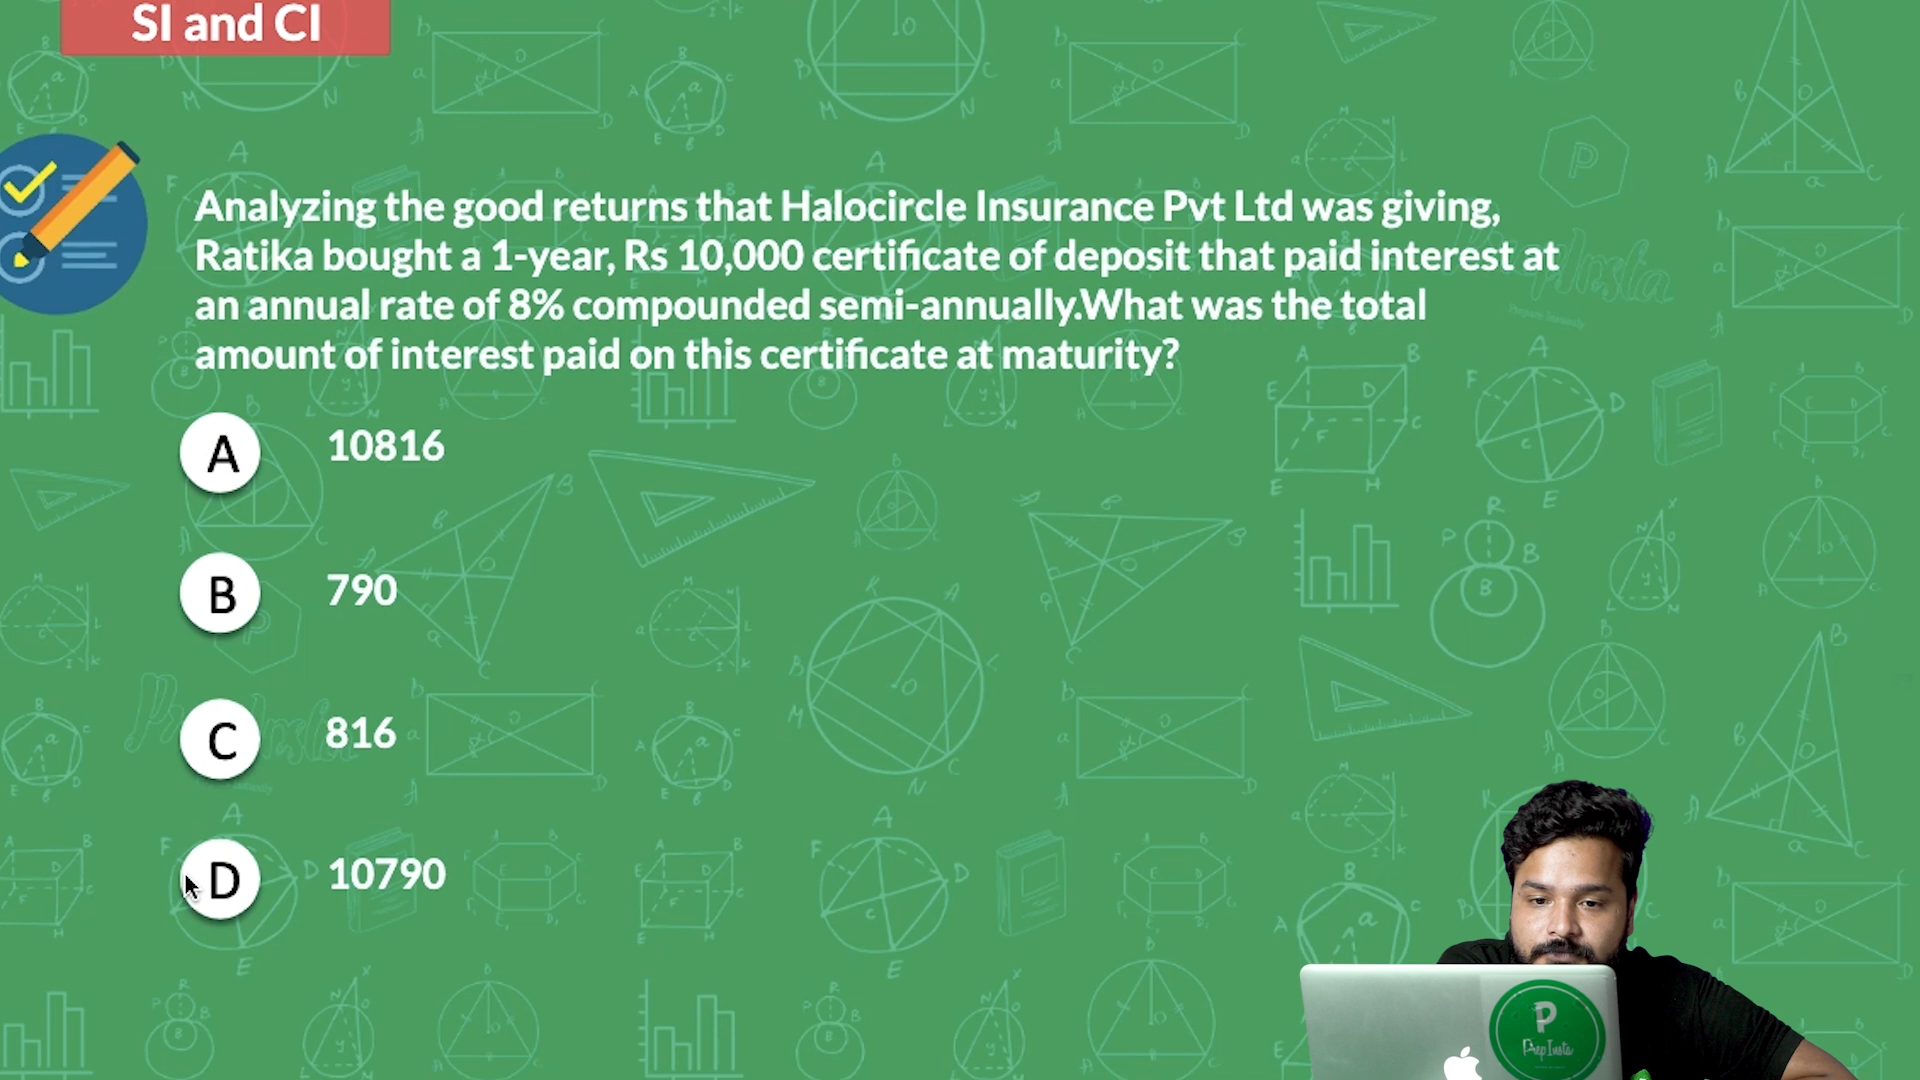 SI and CI
Analyzing the good returns that Halocircle Insurance Pvt Ltd was giving,
Ratika bought a 1-year, Rs 10,000 certificate of deposit that paid interest at
an annual rate of 8% compounded semi-annually.What was the total
amount of interest paid on this certificate at maturity?
A 10816
B 790
C 816
D 10790
P
PrepInsta